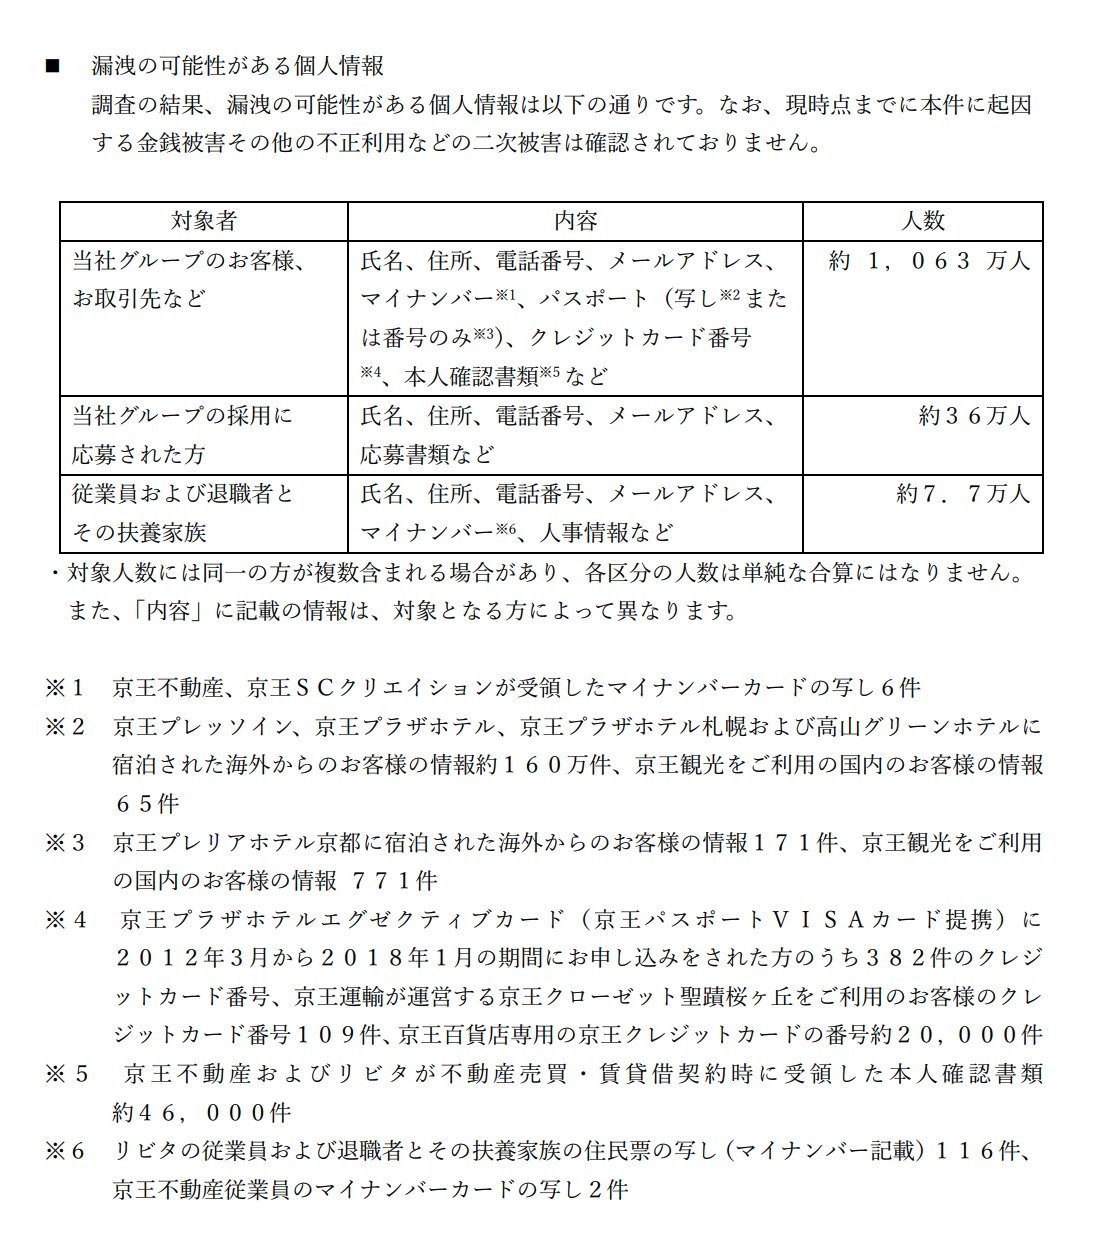 ■ 漏洩の可能性がある個人情報
調査の結果、漏洩の可能性がある個人情報は以下の通りです。なお、現時点までに本件に起因
する金銭被害その他の不正利用などの二次被害は確認されておりません。
対象者 内容 人数
当社グループのお客様、
お取引先など
氏名、住所、電話番号、メールアドレス、
マイナンバー※1、パスポート（写し※2また
は番号のみ※3）、クレジットカード番号
※4、本人確認書類※5など
約 １，０６３ 万人
当社グループの採用に
応募された方
氏名、住所、電話番号、メールアドレス、
応募書類など
約３６万人
従業員および退職者と
その扶養家族
氏名、住所、電話番号、メールアドレス、
マイナンバー※6、人事情報など
約７．７万人
・対象人数には同一の方が複数含まれる場合があり、各区分の人数は単純な合算にはなりません。
また、「内容」に記載の情報は、対象となる方によって異なります。
※１ 京王不動産、京王ＳＣクリエイションが受領したマイナンバーカードの写し６件
※２ 京王プレッソイン、京王プラザホテル、京王プラザホテル札幌および高山グリーンホテルに
宿泊された海外からのお客様の情報約１６０万件、京王観光をご利用の国内のお客様の情報
６５件
※３ 京王プレリアホテル京都に宿泊された海外からのお客様の情報１７１件、京王観光をご利用
の国内のお客様の情報 ７７１件
※４ 京王プラザホテルエグゼクティブカード（京王パスポートＶＩＳＡカード提携）に
２０１２年３月から２０１８年１月の期間にお申し込みをされた方のうち３８２件のクレジ
ットカード番号、京王運輸が運営する京王クローゼット聖蹟桜ヶ丘をご利用のお客様のクレ
ジットカード番号１０９件、京王百貨店専用の京王クレジットカードの番号約２０，０００件
※５ 京王不動産およびリビタが不動産売買・賃貸借契約時に受領した本人確認書類
約４６，０００件
※６ リビタの従業員および退職者とその扶養家族の住民票の写し（マイナンバー記載）１１６件、
京王不動産従業員のマイナンバーカードの写し２件